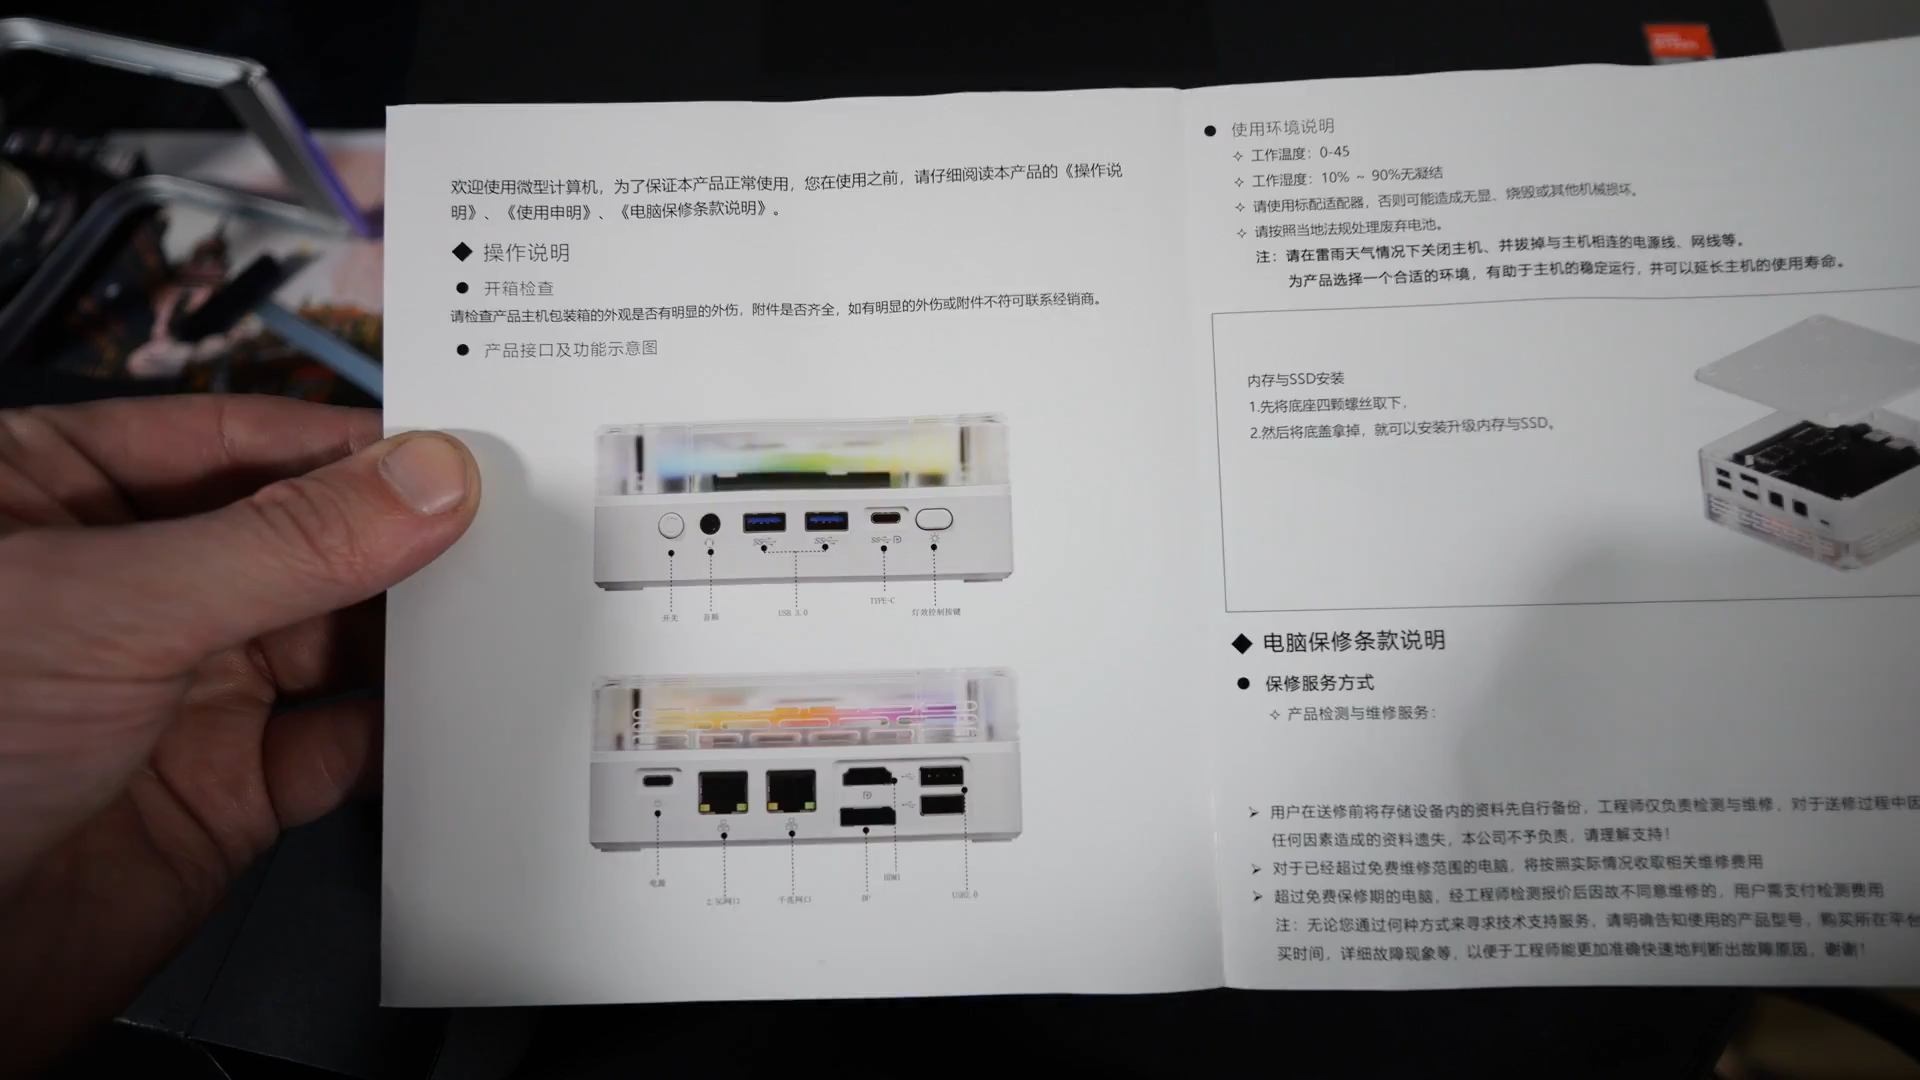 欢迎使用微型计算机，为了保证本产品正常使用，您在使用之前，请仔细阅读本产品的《操作说
明》、《使用申明》、《电脑保修条款说明》。
◆ 操作说明
● 开箱检查
请检查产品主机包装箱的外观是否有明显的外伤，附件是否齐全，如有明显的外伤或附件不符可联系经销商。
● 产品接口及功能示意图
开关 音频 USB 3.0 TYPE-C 灯效控制按键
电源 2.5G网口 千兆网口 DP HDMI USB2.0
● 使用环境说明
✧ 工作温度：0-45
✧ 工作湿度：10% ~ 90%无凝结
✧ 请使用标配适配器，否则可能造成无显、烧毁或其他机械损坏。
✧ 请按照当地法规处理废弃电池。
注：请在雷雨天气情况下关闭主机、并拔掉与主机相连的电源线、网线等。
为产品选择一个合适的环境，有助于主机的稳定运行，并可以延长主机的使用寿命。
内存与SSD安装
1.先将底座四颗螺丝取下，
2.然后将底盖拿掉，就可以安装升级内存与SSD。
◆ 电脑保修条款说明
● 保修服务方式
✧ 产品检测与维修服务：
➢ 用户在送修前将存储设备内的资料先自行备份，工程师仅负责检测与维修，对于送修过程中因
任何因素造成的资料遗失，本公司不予负责，请理解支持！
➢ 对于已经超过免费维修范围的电脑，将按照实际情况收取相关维修费用
➢ 超过免费保修期的电脑，经工程师检测报价后因故不同意维修的，用户需支付检测费用
注：无论您通过何种方式来寻求技术支持服务，请明确告知使用的产品型号，购买所在平台
买时间，详细故障现象等，以便于工程师能更加准确快速地判断出故障原因，谢谢！